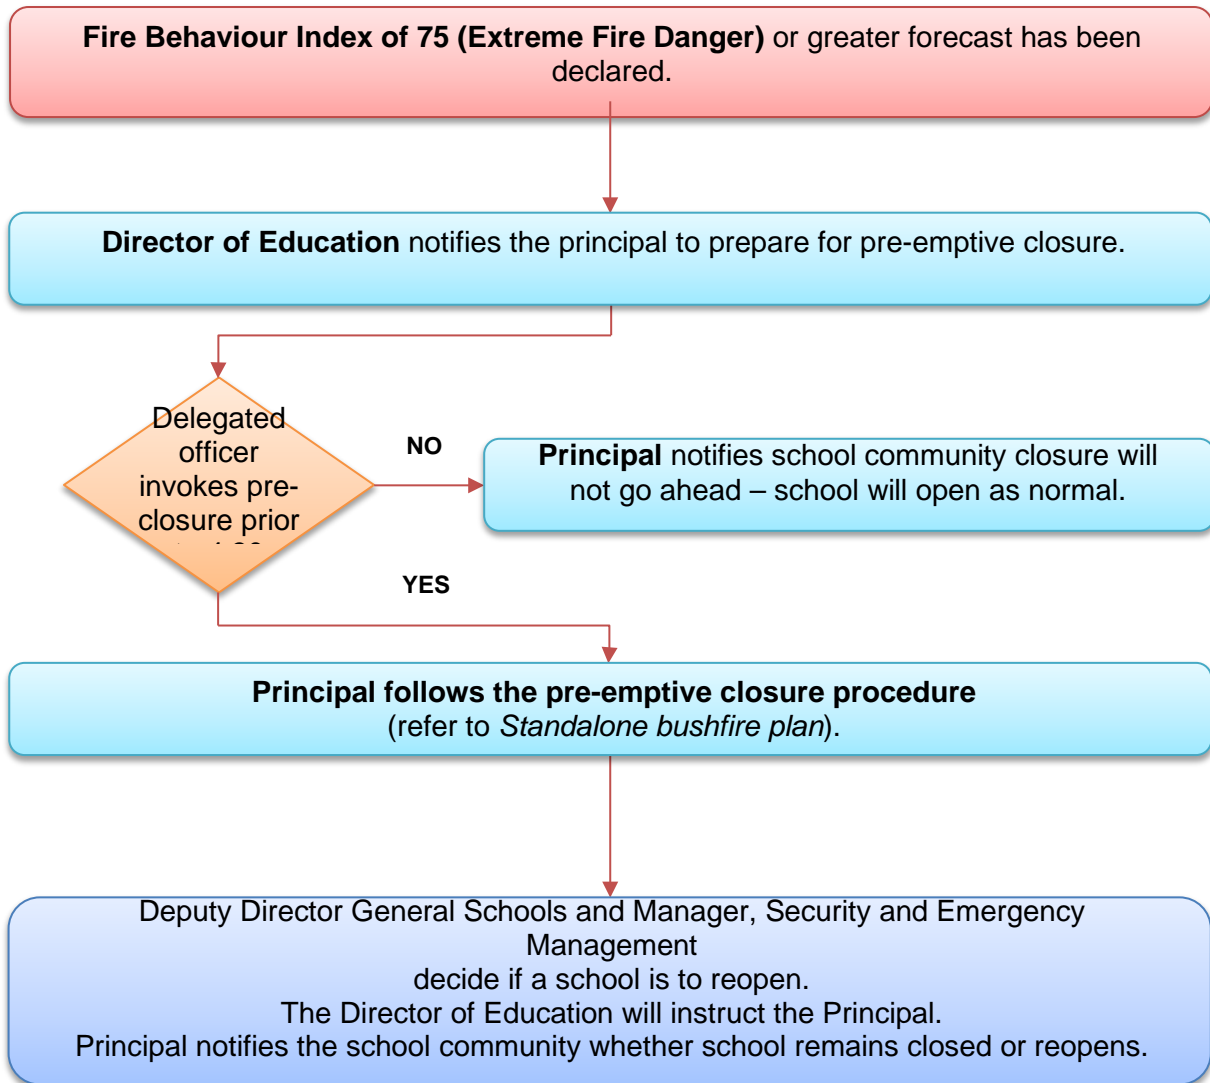 Fire Behaviour Index of 75 (Extreme Fire Danger) or greater forecast has been
declared.
Director of Education notifies the principal to prepare for pre-emptive closure.
Delegated
officer
invokes pre-
closure prior
NO
Principal notifies school community closure will
not go ahead – school will open as normal.
YES
Principal follows the pre-emptive closure procedure
(refer to Standalone bushfire plan).
Deputy Director General Schools and Manager, Security and Emergency
Management
decide if a school is to reopen.
The Director of Education will instruct the Principal.
Principal notifies the school community whether school remains closed or reopens.